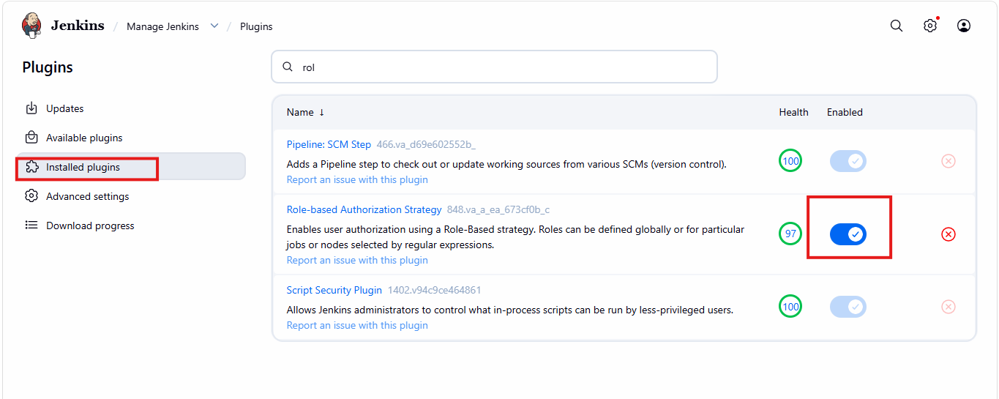 Jenkins / Manage Jenkins / Plugins
Plugins
rol
Updates
Available plugins
Installed plugins
Advanced settings
Download progress
Name ↓ Health Enabled
Pipeline: SCM Step 466.va_d69e602552b_
Adds a Pipeline step to check out or update working sources from various SCMs (version control).
Report an issue with this plugin
100
Role-based Authorization Strategy 848.va_a_ea_673cf0b_c
Enables user authorization using a Role-Based strategy. Roles can be defined globally or for particular
jobs or nodes selected by regular expressions.
Report an issue with this plugin
97
Script Security Plugin 1402.v94c9ce464861
Allows Jenkins administrators to control what in-process scripts can be run by less-privileged users.
Report an issue with this plugin
100